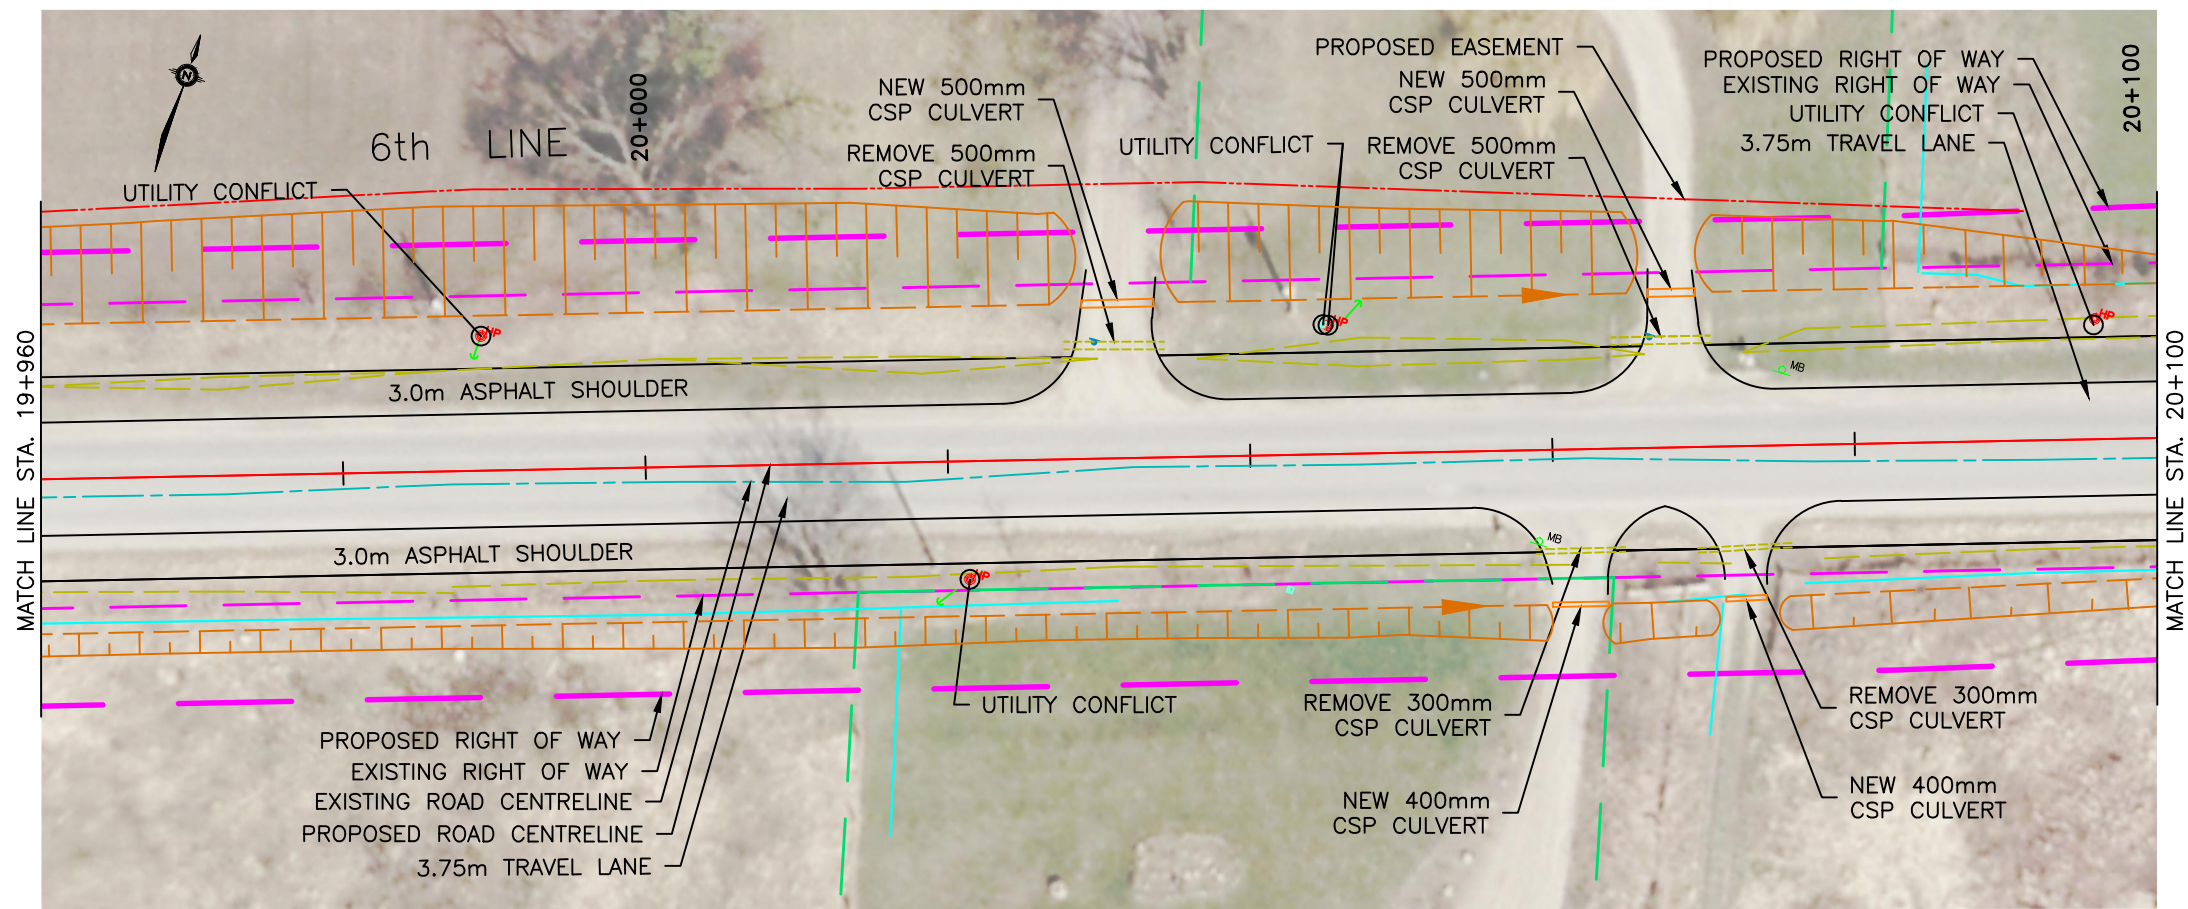 N
6th LINE
20+000
20+100
UTILITY CONFLICT
NEW 500mm
CSP CULVERT
REMOVE 500mm
CSP CULVERT
UTILITY CONFLICT
PROPOSED EASEMENT
NEW 500mm
CSP CULVERT
REMOVE 500mm
CSP CULVERT
PROPOSED RIGHT OF WAY
EXISTING RIGHT OF WAY
UTILITY CONFLICT
3.75m TRAVEL LANE
HP
HP
HP
MB
3.0m ASPHALT SHOULDER
MATCH LINE STA. 19+960
MATCH LINE STA. 20+100
3.0m ASPHALT SHOULDER
MB
HP
UTILITY CONFLICT
PROPOSED RIGHT OF WAY
EXISTING RIGHT OF WAY
EXISTING ROAD CENTRELINE
PROPOSED ROAD CENTRELINE
3.75m TRAVEL LANE
REMOVE 300mm
CSP CULVERT
NEW 400mm
CSP CULVERT
REMOVE 300mm
CSP CULVERT
NEW 400mm
CSP CULVERT